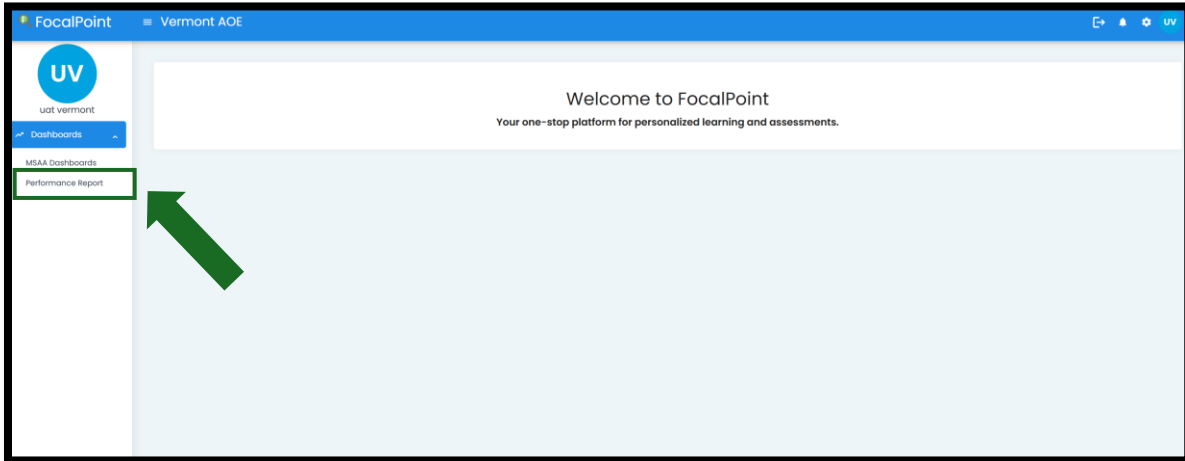 FocalPoint
Vermont AOE
UV
UV
uat vermont
Dashboards
MSAA Dashboards
Performance Report
Welcome to FocalPoint
Your one-stop platform for personalized learning and assessments.